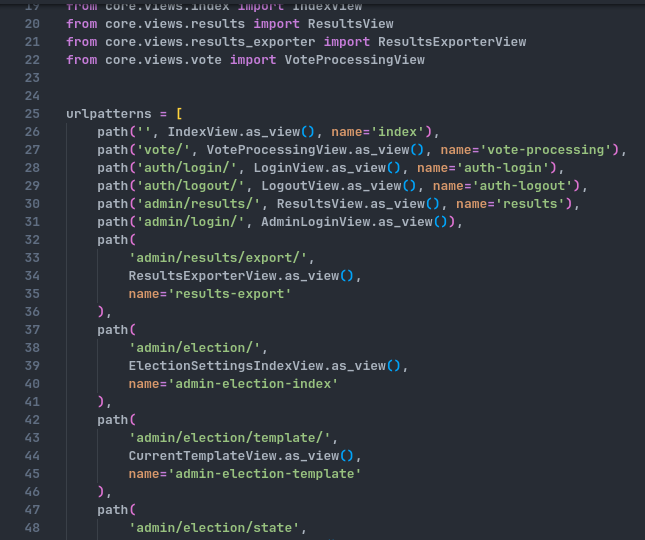 19 from core.views.index import IndexView
20 from core.views.results import ResultsView
21 from core.views.results_exporter import ResultsExporterView
22 from core.views.vote import VoteProcessingView
23
24
25 urlpatterns = [
26 path('', IndexView.as_view(), name='index'),
27 path('vote/', VoteProcessingView.as_view(), name='vote-processing'),
28 path('auth/login/', LoginView.as_view(), name='auth-login'),
29 path('auth/logout/', LogoutView.as_view(), name='auth-logout'),
30 path('admin/results/', ResultsView.as_view(), name='results'),
31 path('admin/login/', AdminLoginView.as_view()),
32 path(
33 'admin/results/export/',
34 ResultsExporterView.as_view(),
35 name='results-export'
36 ),
37 path(
38 'admin/election/',
39 ElectionSettingsIndexView.as_view(),
40 name='admin-election-index'
41 ),
42 path(
43 'admin/election/template/',
44 CurrentTemplateView.as_view(),
45 name='admin-election-template'
46 ),
47 path(
48 'admin/election/state',